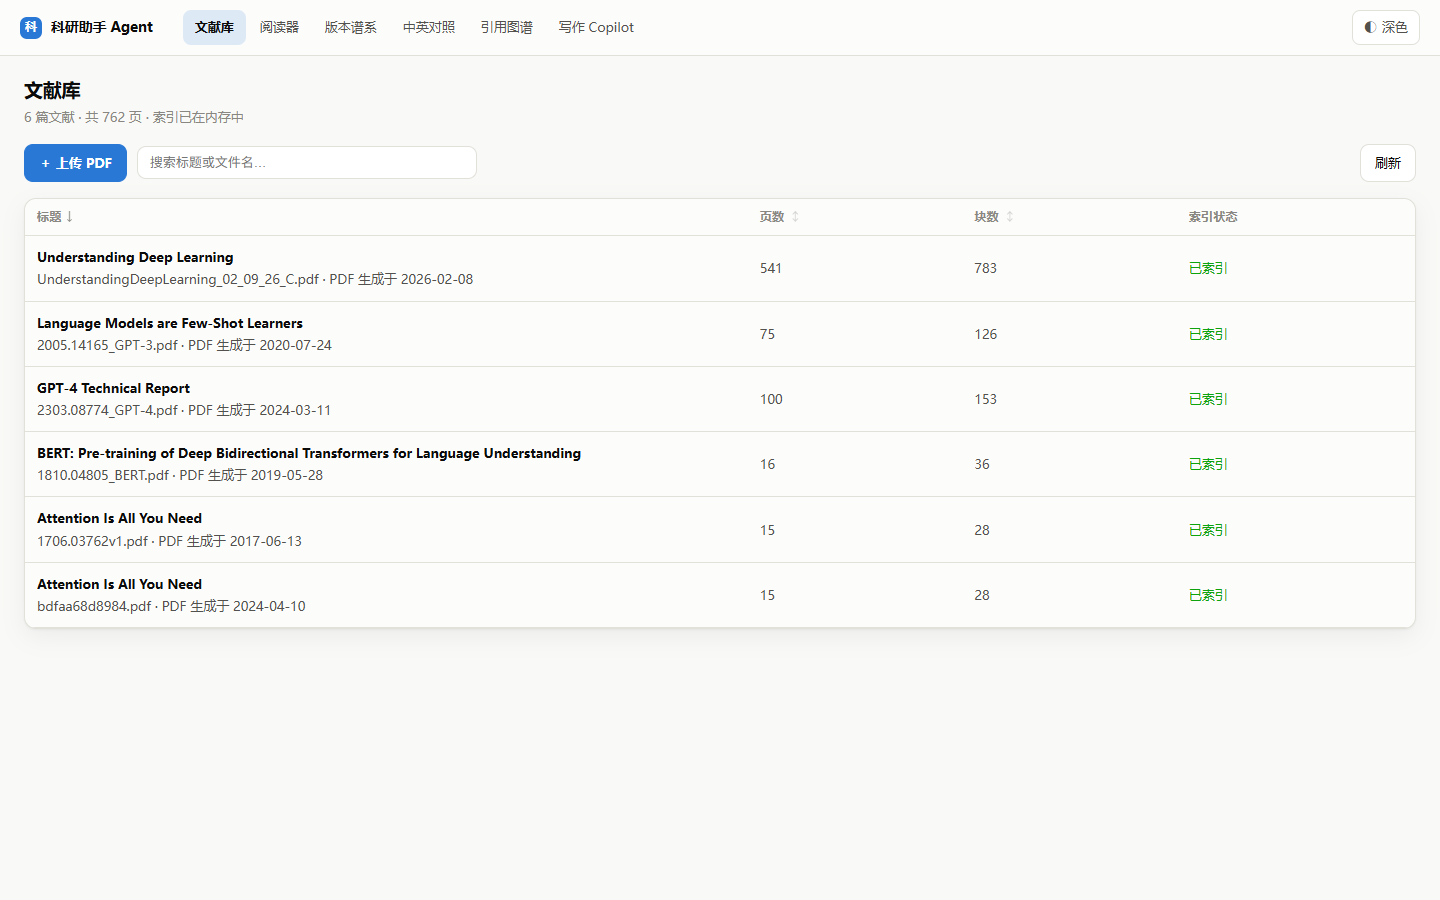 科 科研助手 Agent 文献库 阅读器 版本谱系 中英对照 引用图谱 写作 Copilot 深色
文献库
6 篇文献 · 共 762 页 · 索引已在内存中
+ 上传 PDF 搜索标题或文件名... 刷新
标题 ↓ 页数 ↕ 块数 ↕ 索引状态
Understanding Deep Learning
UnderstandingDeepLearning_02_09_26_C.pdf · PDF 生成于 2026-02-08
541 783 已索引
Language Models are Few-Shot Learners
2005.14165_GPT-3.pdf · PDF 生成于 2020-07-24
75 126 已索引
GPT-4 Technical Report
2303.08774_GPT-4.pdf · PDF 生成于 2024-03-11
100 153 已索引
BERT: Pre-training of Deep Bidirectional Transformers for Language Understanding
1810.04805_BERT.pdf · PDF 生成于 2019-05-28
16 36 已索引
Attention Is All You Need
1706.03762v1.pdf · PDF 生成于 2017-06-13
15 28 已索引
Attention Is All You Need
bdfaa68d8984.pdf · PDF 生成于 2024-04-10
15 28 已索引